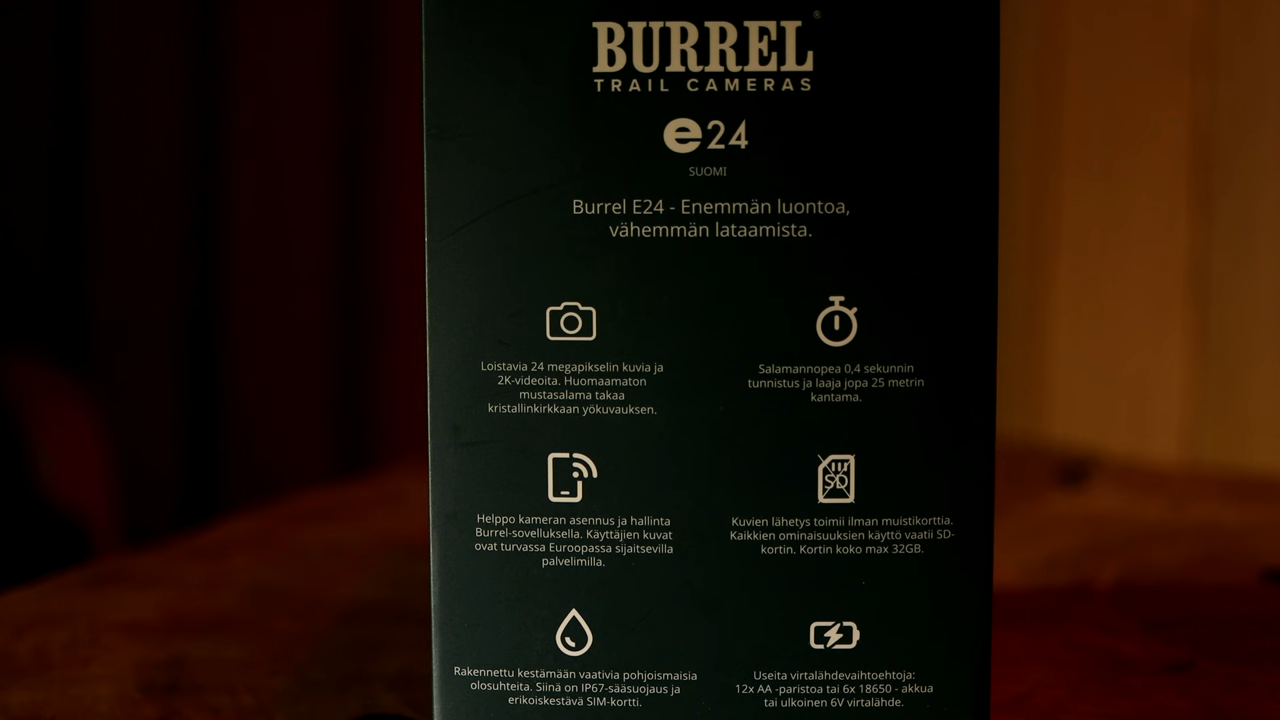 BURREL®
TRAIL CAMERAS
e24
SUOMI
Burrel E24 - Enemmän luontoa,
vähemmän lataamista.
Loistavia 24 megapikselin kuvia ja
2K-videoita. Huomaamaton
mustasalama takaa
kristallinkirkkaan yökuvauksen.
Salamannopea 0,4 sekunnin
tunnistus ja laaja jopa 25 metrin
kantama.
Helppo kameran asennus ja hallinta
Burrel-sovelluksella. Käyttäjien kuvat
ovat turvassa Euroopassa sijaitsevilla
palvelimilla.
SD
Kuvien lähetys toimii ilman muistikorttia.
Kaikkien ominaisuuksien käyttö vaatii SD-
kortin. Kortin koko max 32GB.
Rakennettu kestämään vaativia pohjoismaisia
olosuhteita. Siinä on IP67-sääsuojaus ja
erikoiskestävä SIM-kortti.
Useita virtalähdevaihtoehtoja:
12x AA -paristoa tai 6x 18650 - akkua
tai ulkoinen 6V virtalähde.